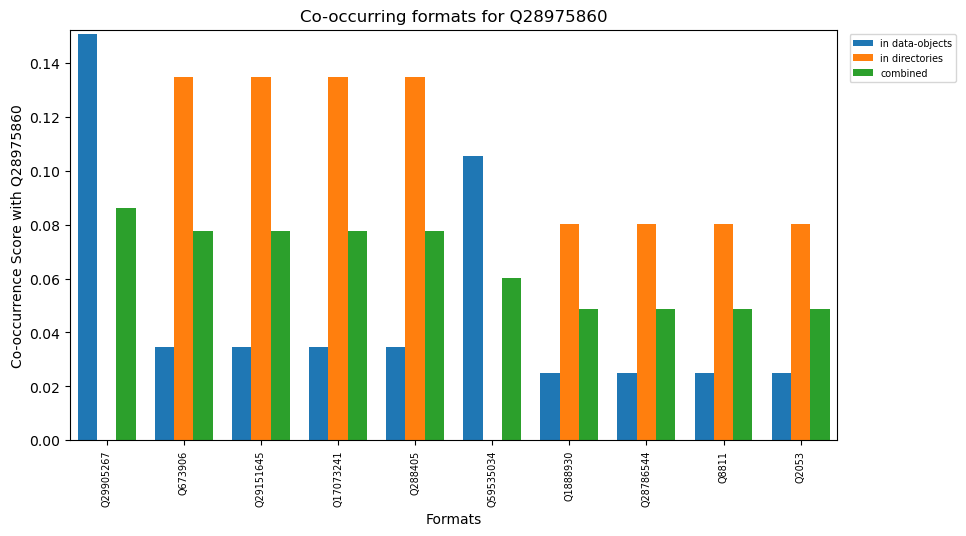 Co-occurring formats for Q28975860
in data-objects
in directories
combined
Co-occurrence Score with Q28975860
0.14
0.12
0.10
0.08
0.06
0.04
0.02
0.00
Q29905267
Q673906
Q29151645
Q17073241
Q288405
Q59535034
Q1888930
Q28786544
Q8811
Q2053
Formats